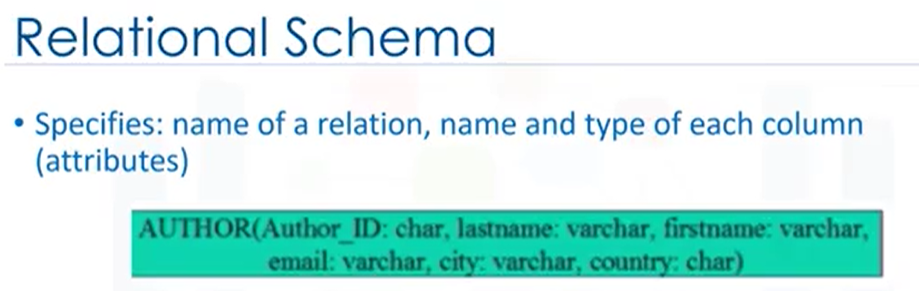 Relational Schema
• Specifies: name of a relation, name and type of each column
(attributes)
AUTHOR(Author_ID: char, lastname: varchar, firstname: varchar,
email: varchar, city: varchar, country: char)